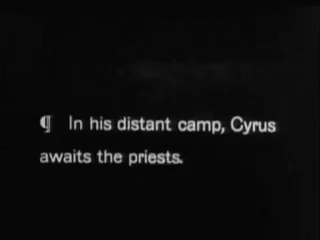 ¶ In his distant camp, Cyrus
awaits the priests.